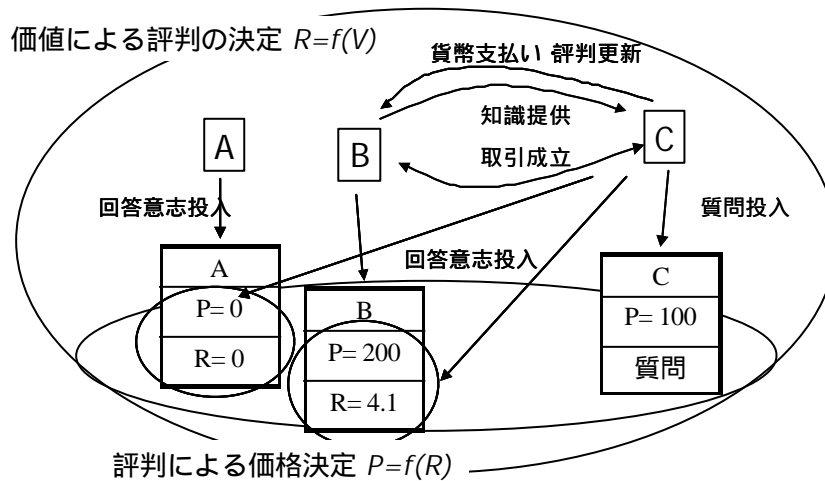 価値による評判の決定 R=f(V)
貨幣支払い 評判更新
知識提供
取引成立
A
B
C
回答意志投入
質問投入
回答意志投入
A
P=0
R=0
B
P=200
R=4.1
C
P=100
質問
評判による価格決定 P=f(R)